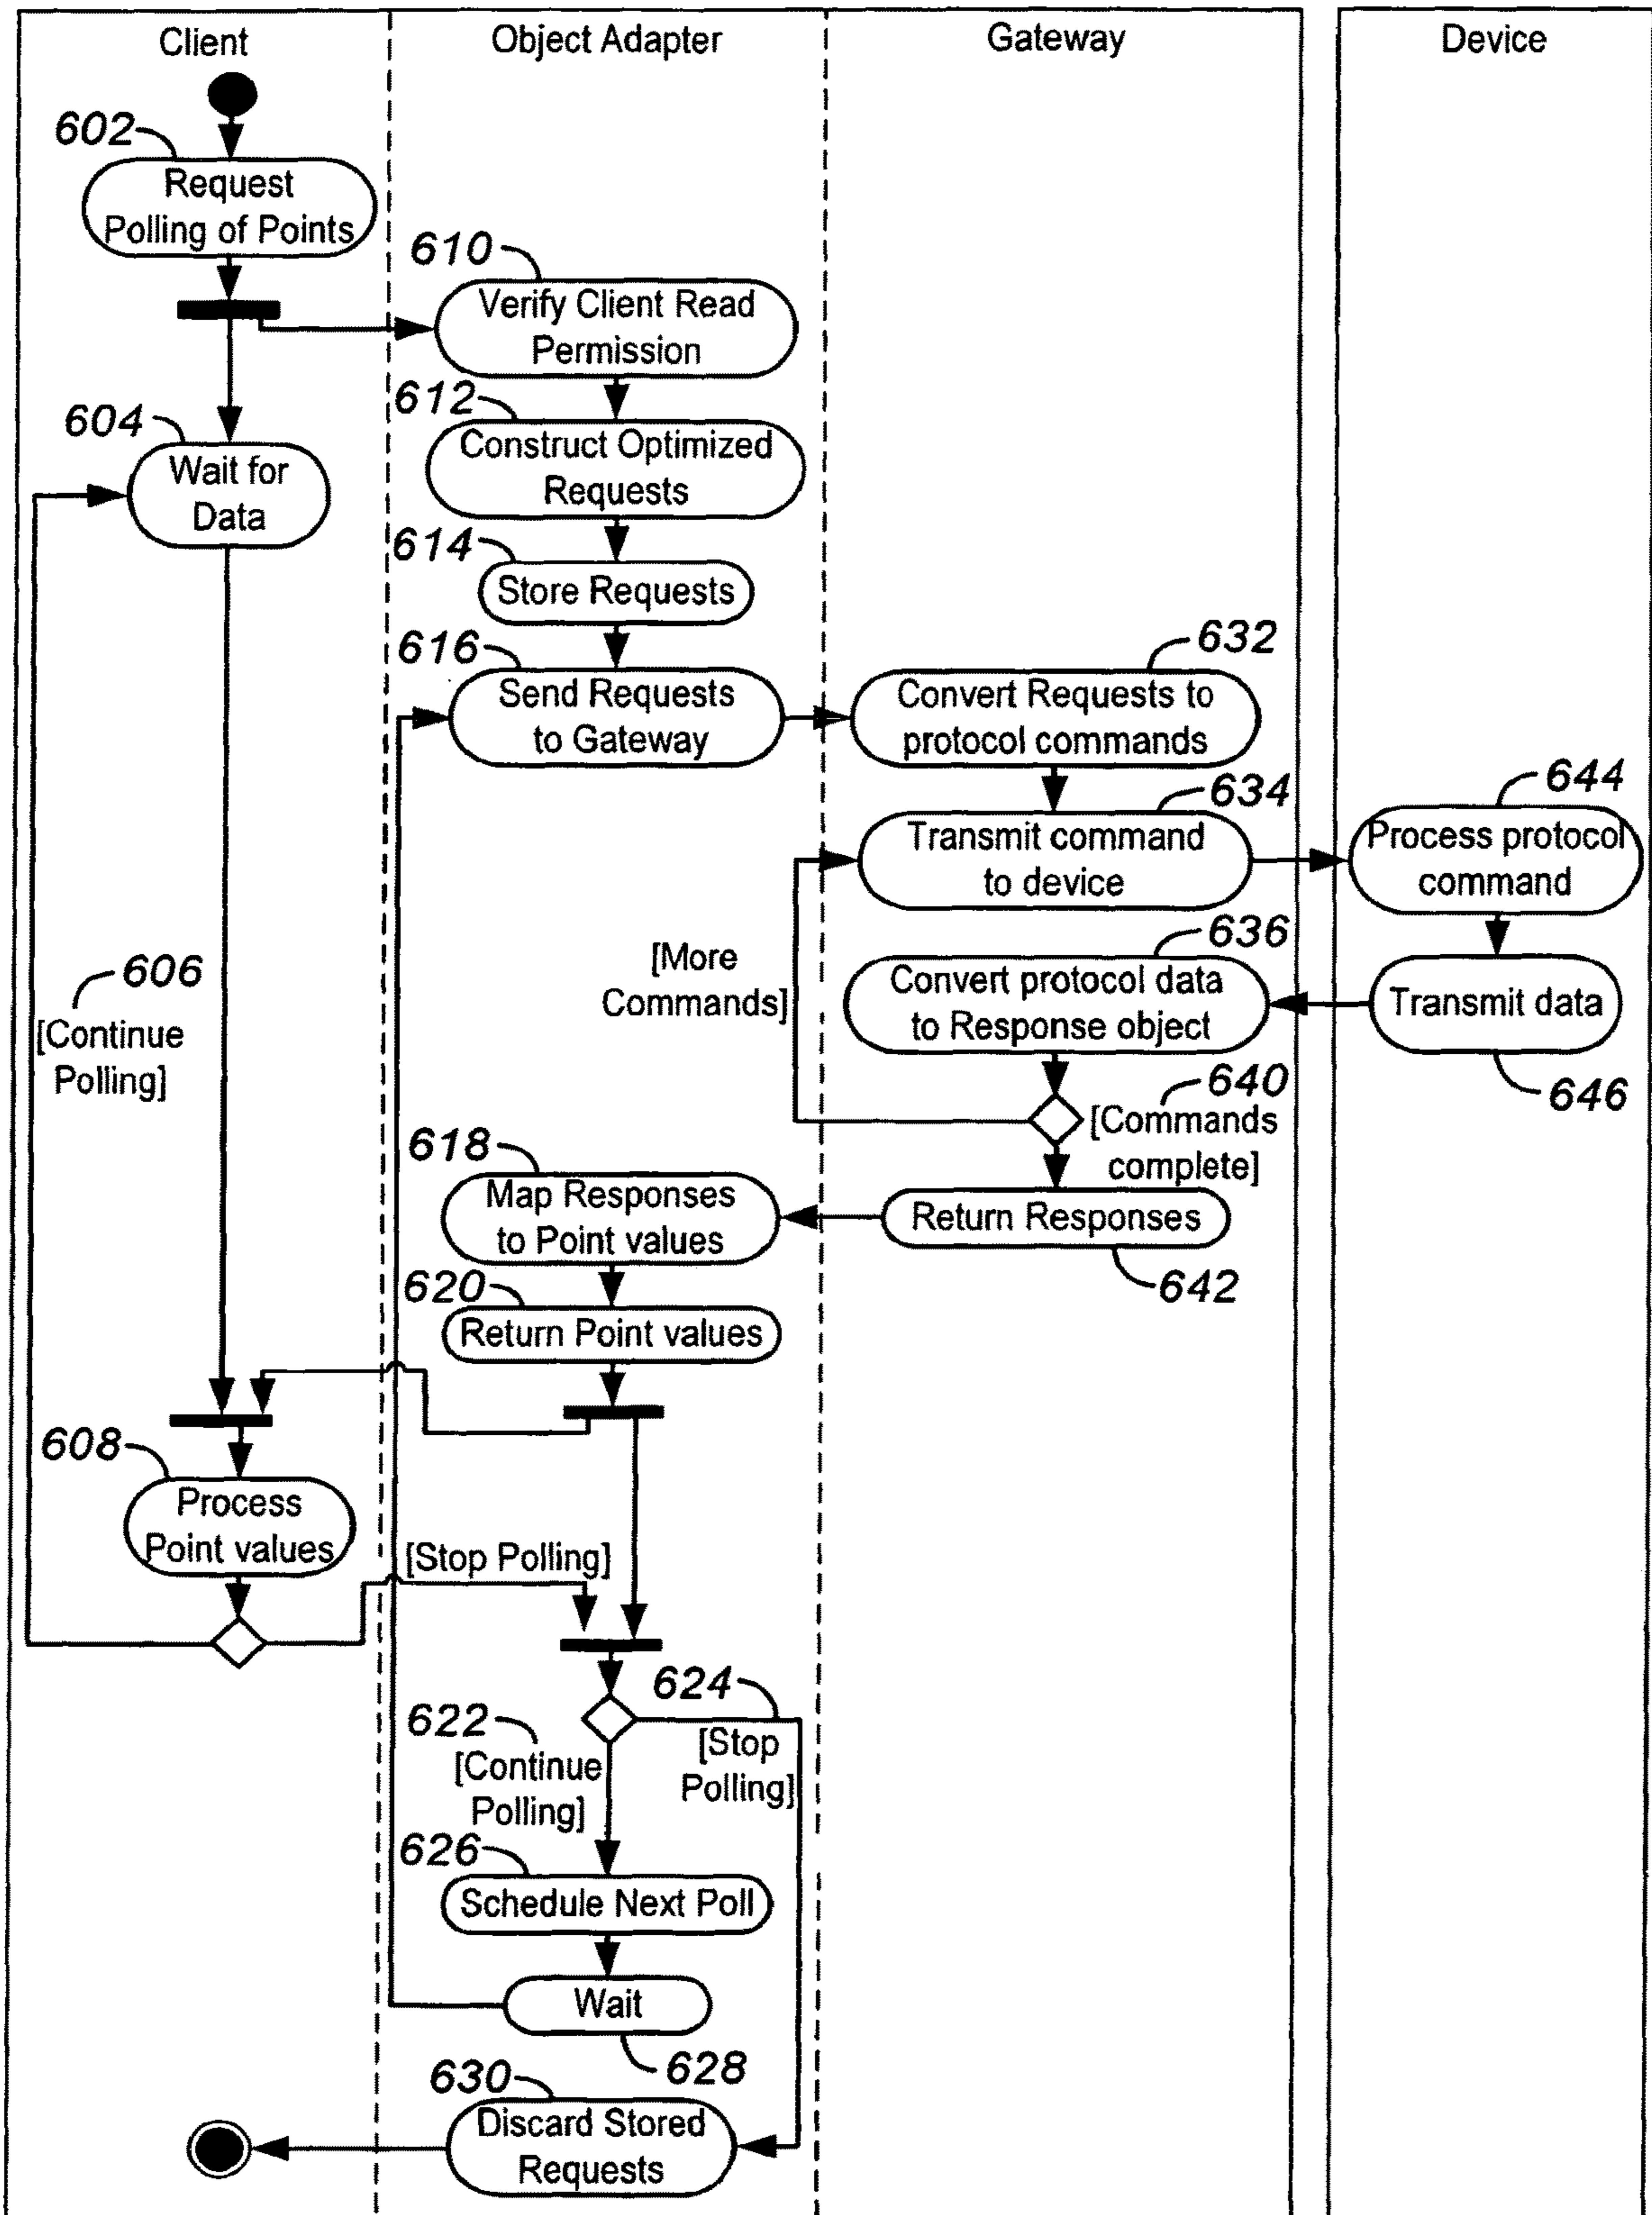 Client
Object Adapter
Gateway
Device
602
Request
Polling of Points
610
Verify Client Read
Permission
604
Wait for
Data
612
Construct Optimized
Requests
614
Store Requests
616
Send Requests
to Gateway
632
Convert Requests to
protocol commands
634
Transmit command
to device
644
Process protocol
command
636
Convert protocol data
to Response object
Transmit data
646
[More
Commands]
606
[Continue
Polling]
640
[Commands
complete]
618
Map Responses
to Point values
Return Responses
642
620
Return Point values
608
Process
Point values
[Stop Polling]
622
[Continue
Polling]
624
[Stop
Polling]
626
Schedule Next Poll
Wait
628
630
Discard Stored
Requests